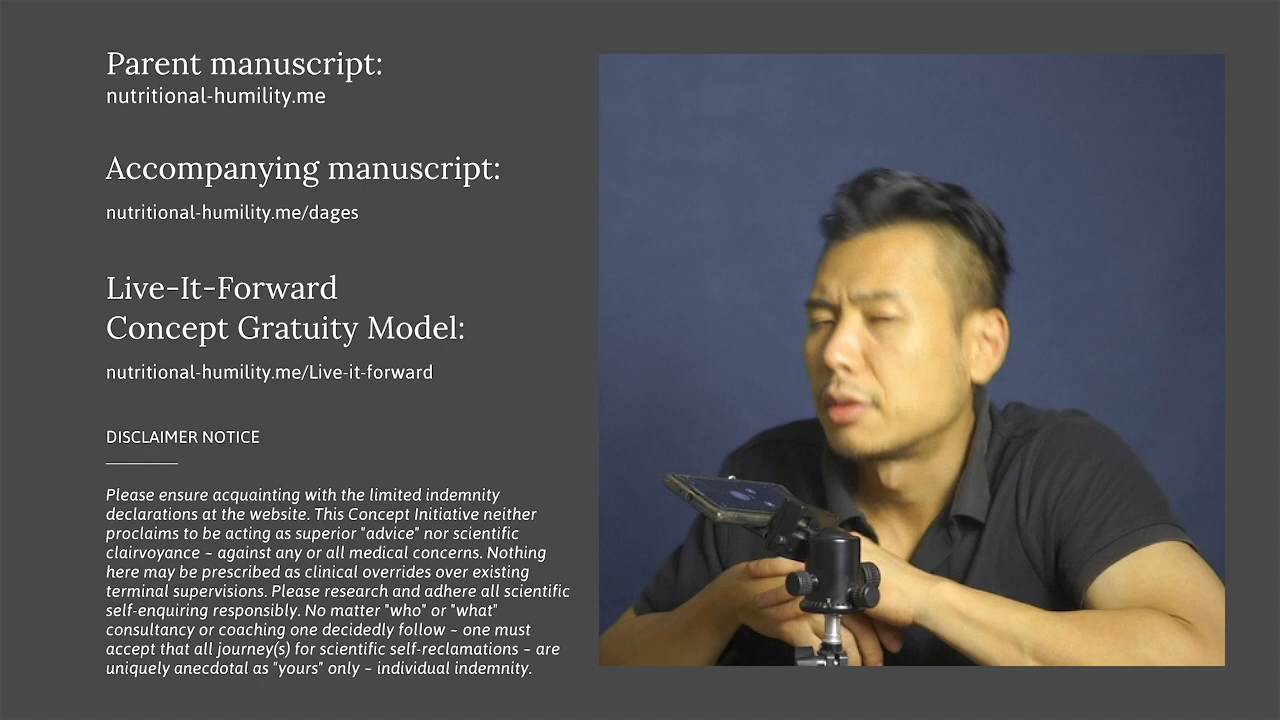 Parent manuscript:
nutritional-humility.me
Accompanying manuscript:
nutritional-humility.me/dages
Live-It-Forward
Concept Gratuity Model:
nutritional-humility.me/Live-it-forward
DISCLAIMER NOTICE
Please ensure acquainting with the limited indemnity
declarations at the website. This Concept Initiative neither
proclaims to be acting as superior "advice" nor scientific
clairvoyance ~ against any or all medical concerns. Nothing
here may be prescribed as clinical overrides over existing
terminal supervisions. Please research and adhere all scientific
self-enquiring responsibly. No matter "who" or "what"
consultancy or coaching one decidedly follow ~ one must
accept that all journey(s) for scientific self-reclamations ~ are
uniquely anecdotal as "yours" only ~ individual indemnity.